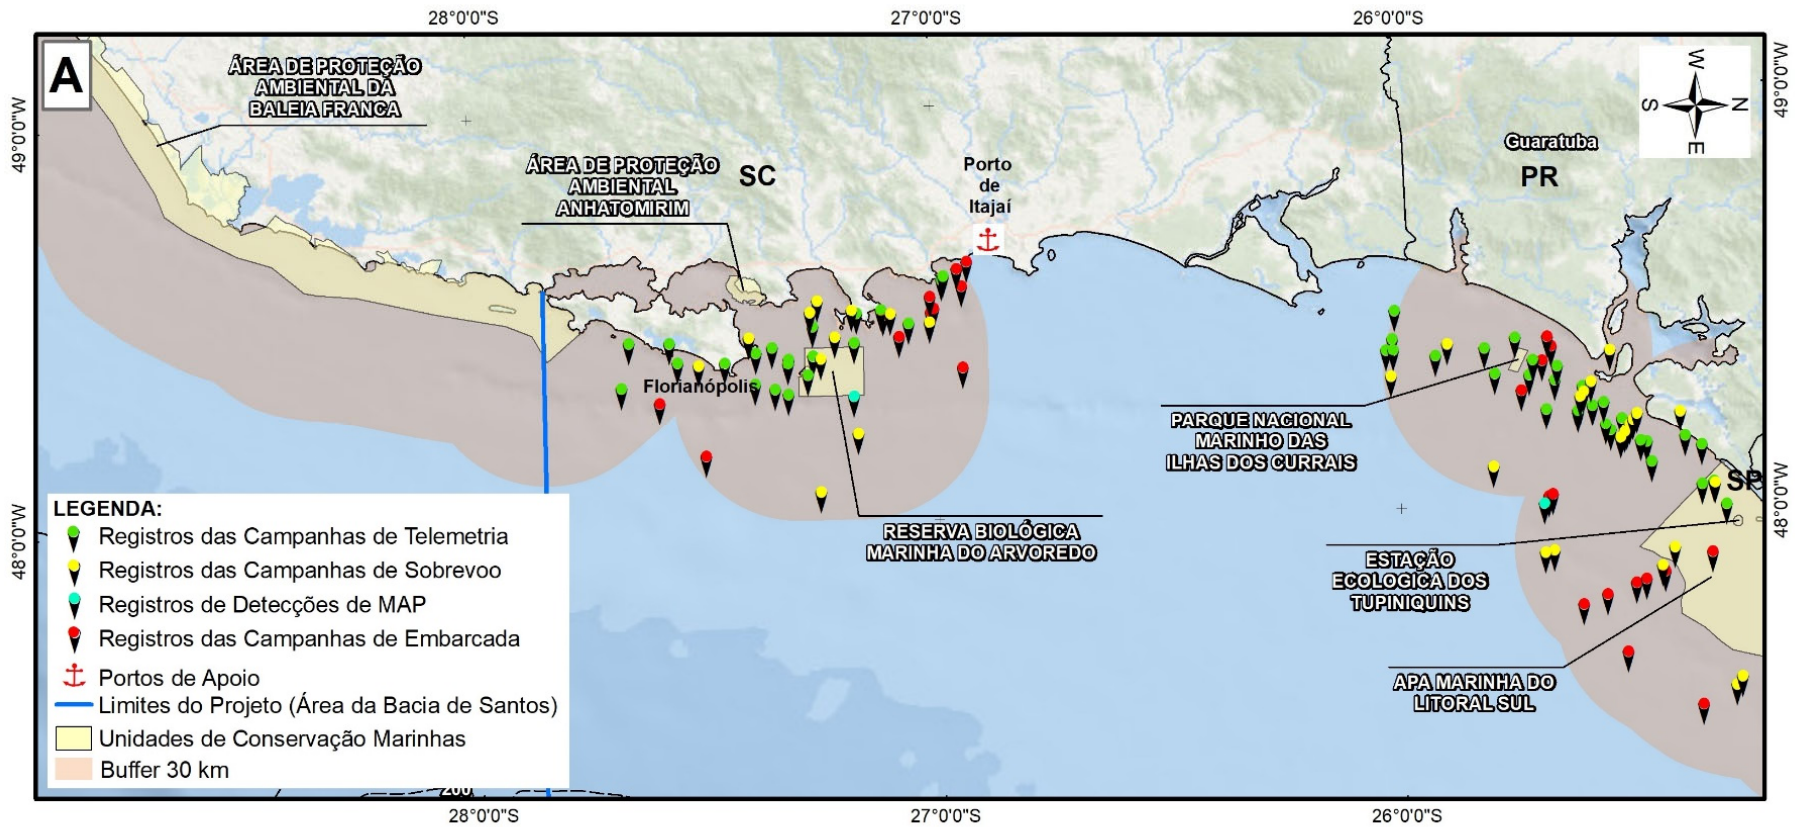 28°0'0"S
27°0'0"S
26°0'0"S
A
ÁREA DE PROTEÇÃO
AMBIENTAL DA
BALEIA FRANCA
49°0'0"W
49°0'0"W
W
S
N
E
Guaratuba
PR
ÁREA DE PROTEÇÃO
AMBIENTAL
ANHATOMIRIM
SC
Porto
de
Itajaí
Florianópolis
PARQUE NACIONAL
MARINHO DAS
ILHAS DOS CURRAIS
SP
48°0'0"W
48°0'0"W
RESERVA BIOLÓGICA
MARINHA DO ARVOREDO
ESTAÇÃO
ECOLOGICA DOS
TUPINIQUINS
APA MARINHA DO
LITORAL SUL
LEGENDA:
Registros das Campanhas de Telemetria
Registros das Campanhas de Sobrevoo
Registros de Detecções de MAP
Registros das Campanhas de Embarcada
Portos de Apoio
Limites do Projeto (Área da Bacia de Santos)
Unidades de Conservação Marinhas
Buffer 30 km
200
28°0'0"S
27°0'0"S
26°0'0"S